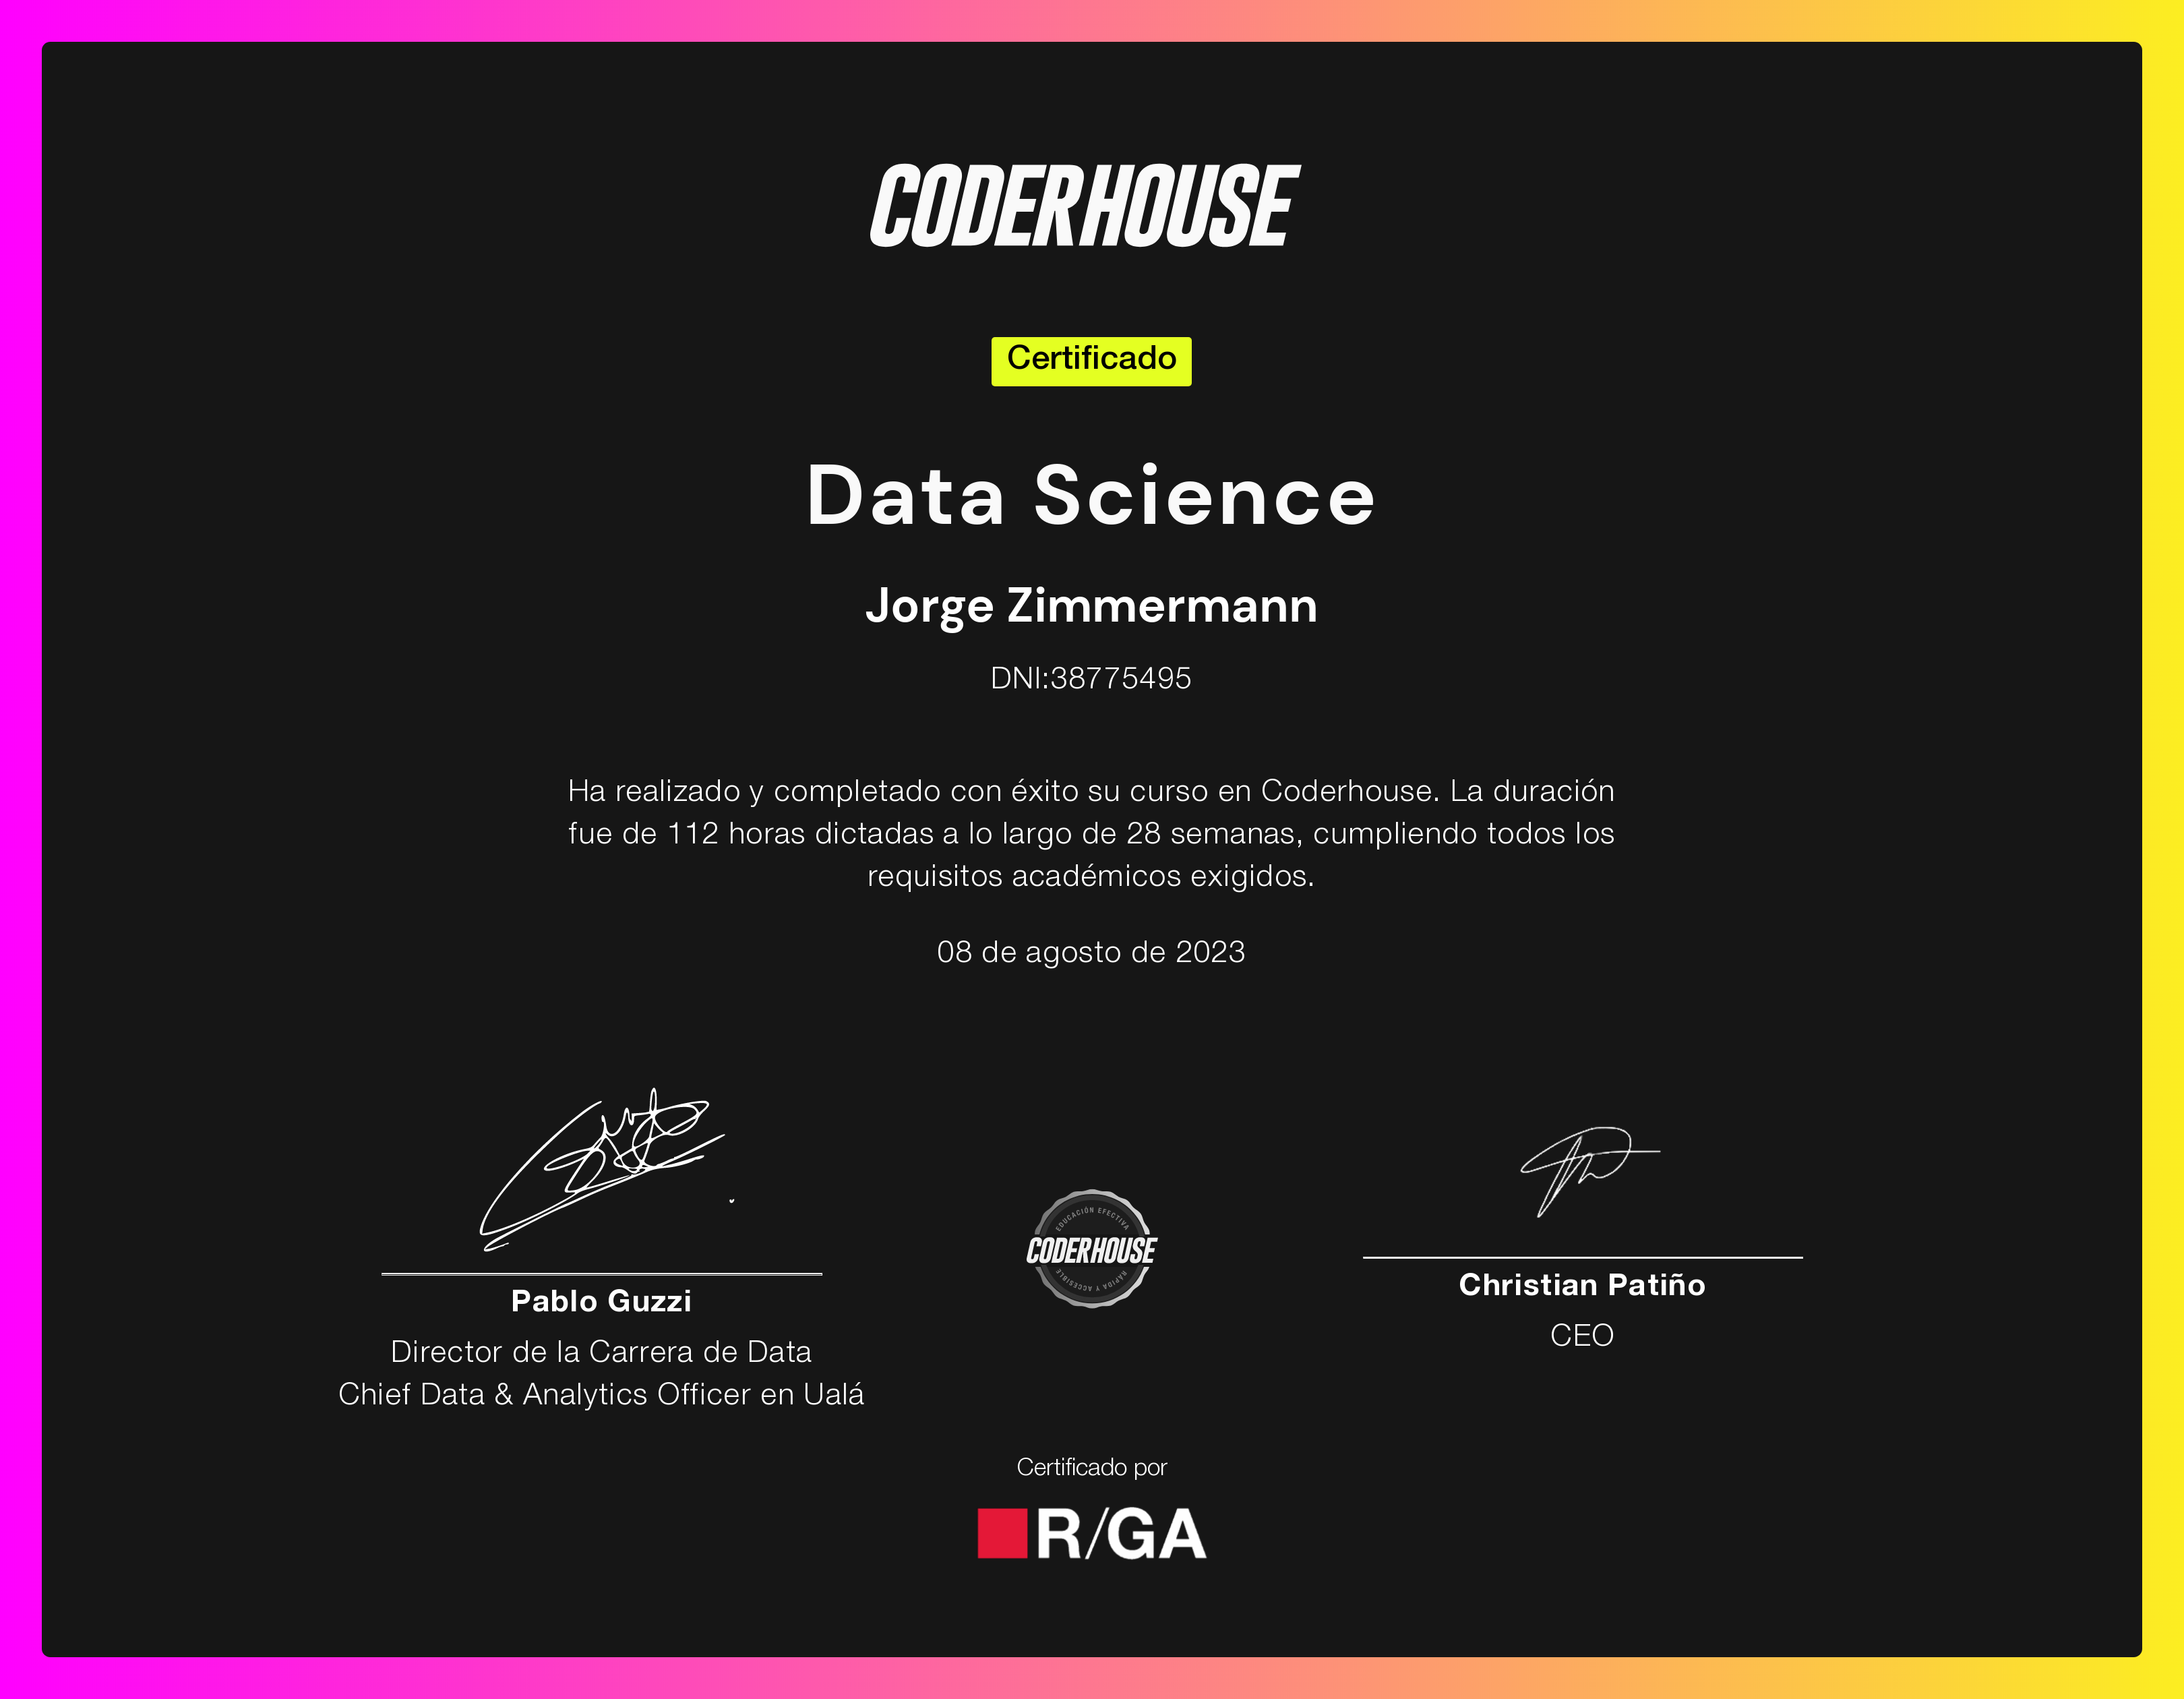 CODERHOUSE
Certificado
Data Science
Jorge Zimmermann
DNI:38775495
Ha realizado y completado con éxito su curso en Coderhouse. La duración
fue de 112 horas dictadas a lo largo de 28 semanas, cumpliendo todos los
requisitos académicos exigidos.
08 de agosto de 2023
Pablo Guzzi
Director de la Carrera de Data
Chief Data & Analytics Officer en Ualá
EDUCACIÓN EFECTIVA
CODERHOUSE
RÁPIDA Y ACCESIBLE
Christian Patiño
CEO
Certificado por
R/GA